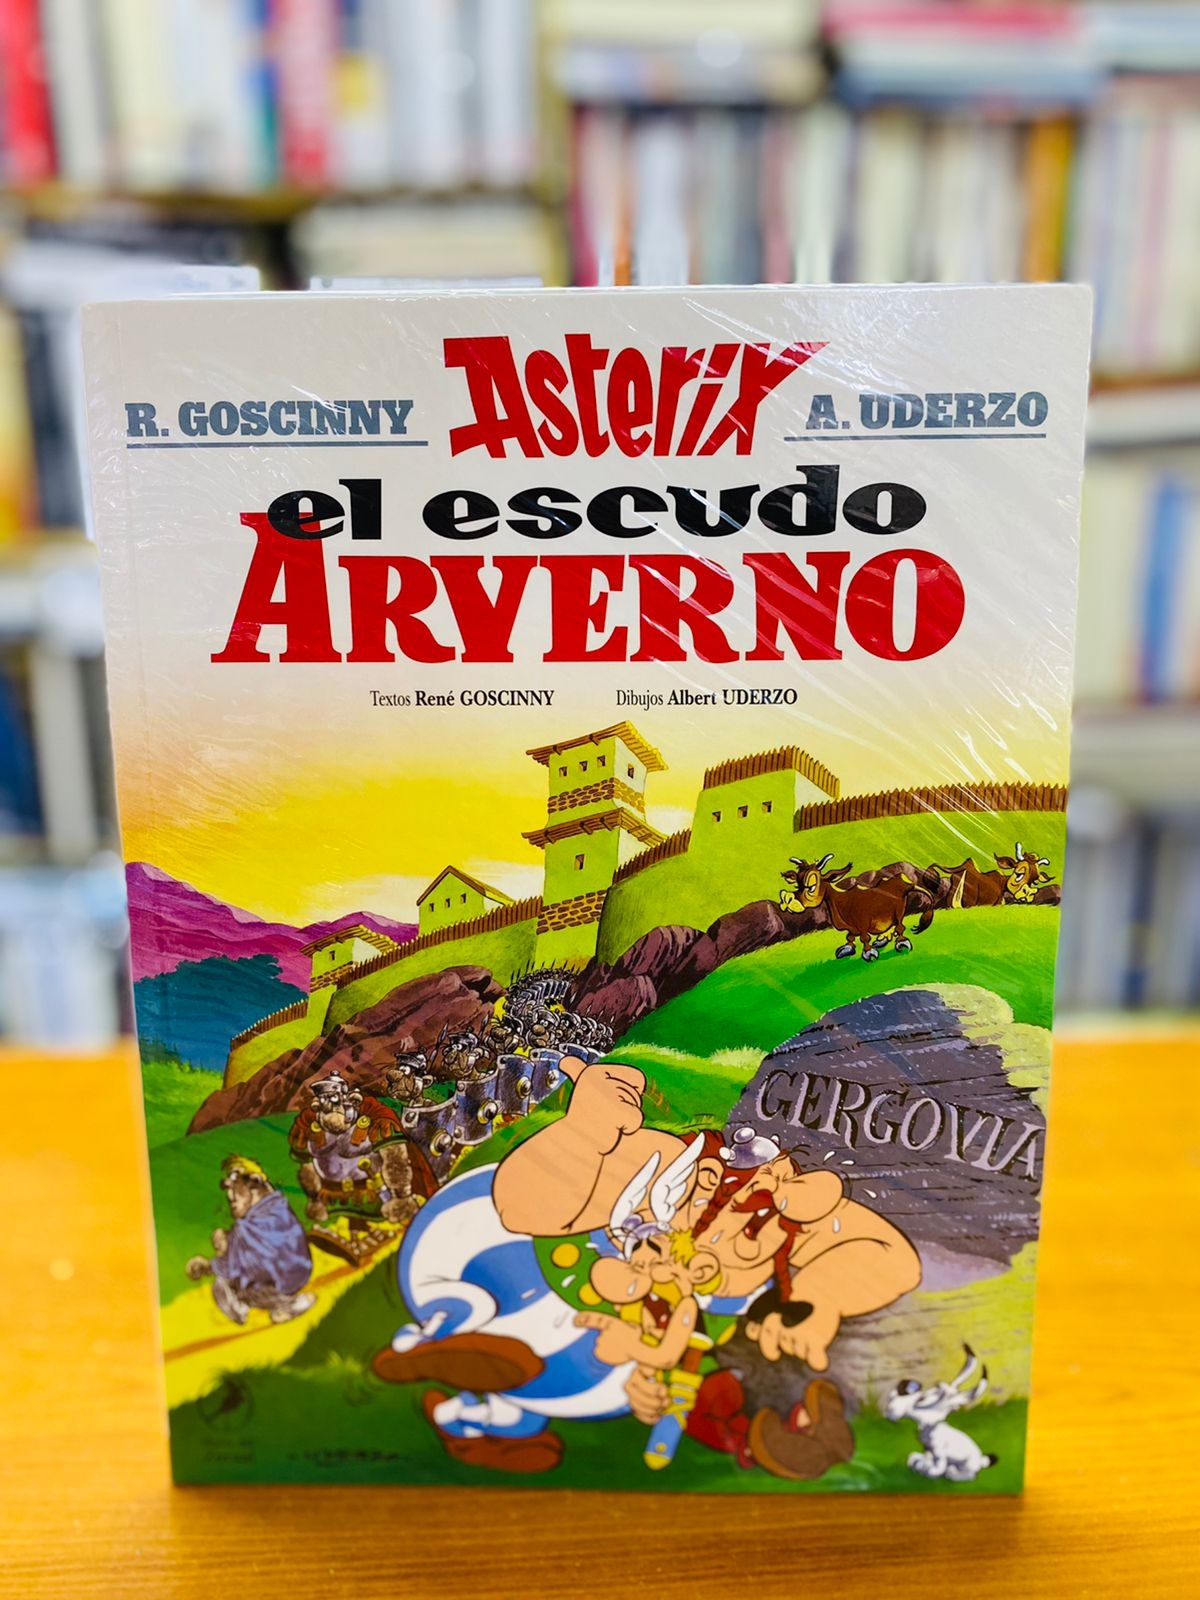 R. GOSCINNY Asterix A. UDERZO
el escudo
ARVERNO
Textos René GOSCINNY Dibujos Albert UDERZO
GERGOVIA